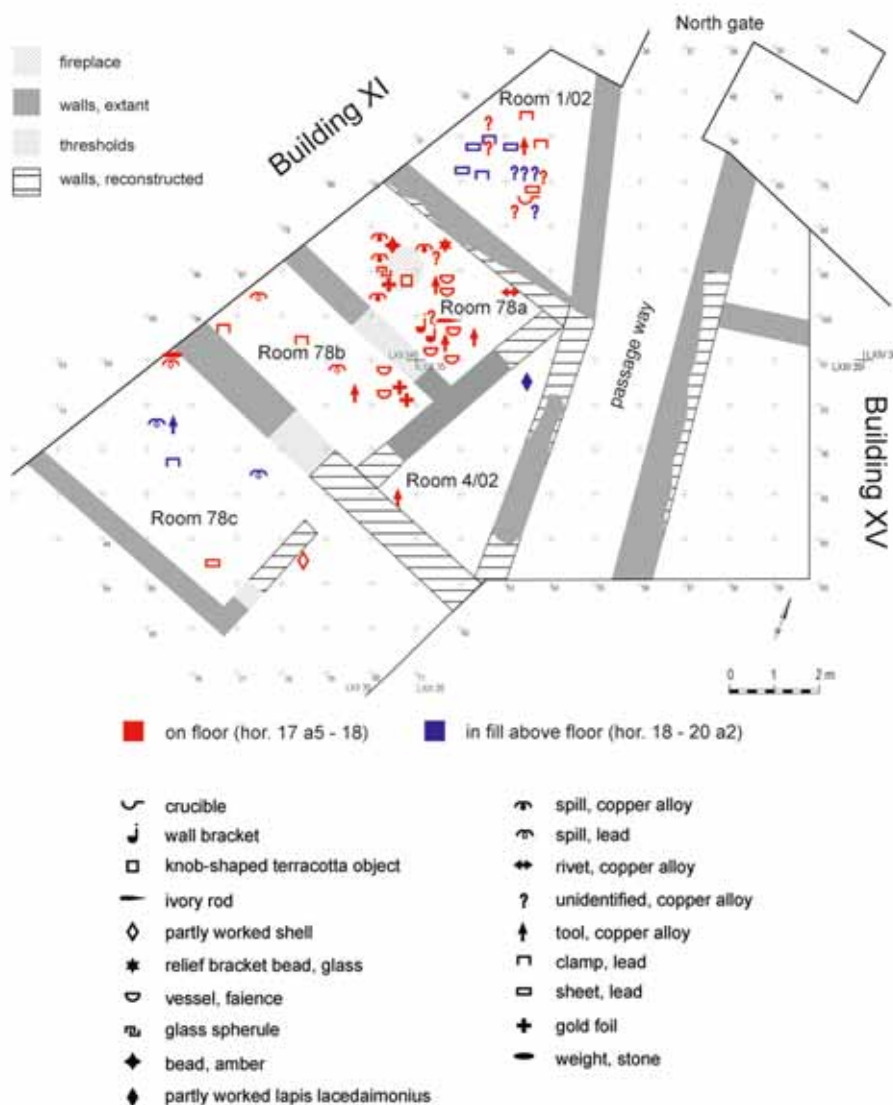 North gate
fireplace
walls, extant
thresholds
walls, reconstructed
Building XI
Room 1/02
Room 78a
Room 78b
passage way
Building XV
Room 4/02
Room 78c
0 1 2 m
on floor (hor. 17 a5 - 18)
in fill above floor (hor. 18 - 20 a2)
crucible
wall bracket
knob-shaped terracotta object
ivory rod
partly worked shell
relief bracket bead, glass
vessel, faience
glass spherule
bead, amber
partly worked lapis lacedaimonius
spill, copper alloy
spill, lead
rivet, copper alloy
unidentified, copper alloy
tool, copper alloy
clamp, lead
sheet, lead
gold foil
weight, stone